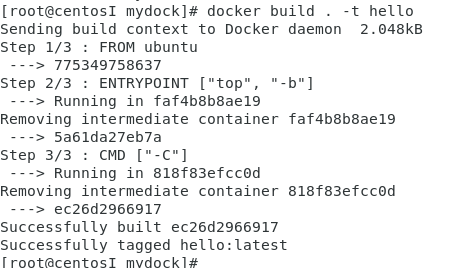 [root@centosI mydock]# docker build . -t hello
Sending build context to Docker daemon  2.048kB
Step 1/3 : FROM ubuntu
 ---> 775349758637
Step 2/3 : ENTRYPOINT ["top", "-b"]
 ---> Running in faf4b8b8ae19
Removing intermediate container faf4b8b8ae19
 ---> 5a61da27eb7a
Step 3/3 : CMD ["-C"]
 ---> Running in 818f83efcc0d
Removing intermediate container 818f83efcc0d
 ---> ec26d2966917
Successfully built ec26d2966917
Successfully tagged hello:latest
[root@centosI mydock]#